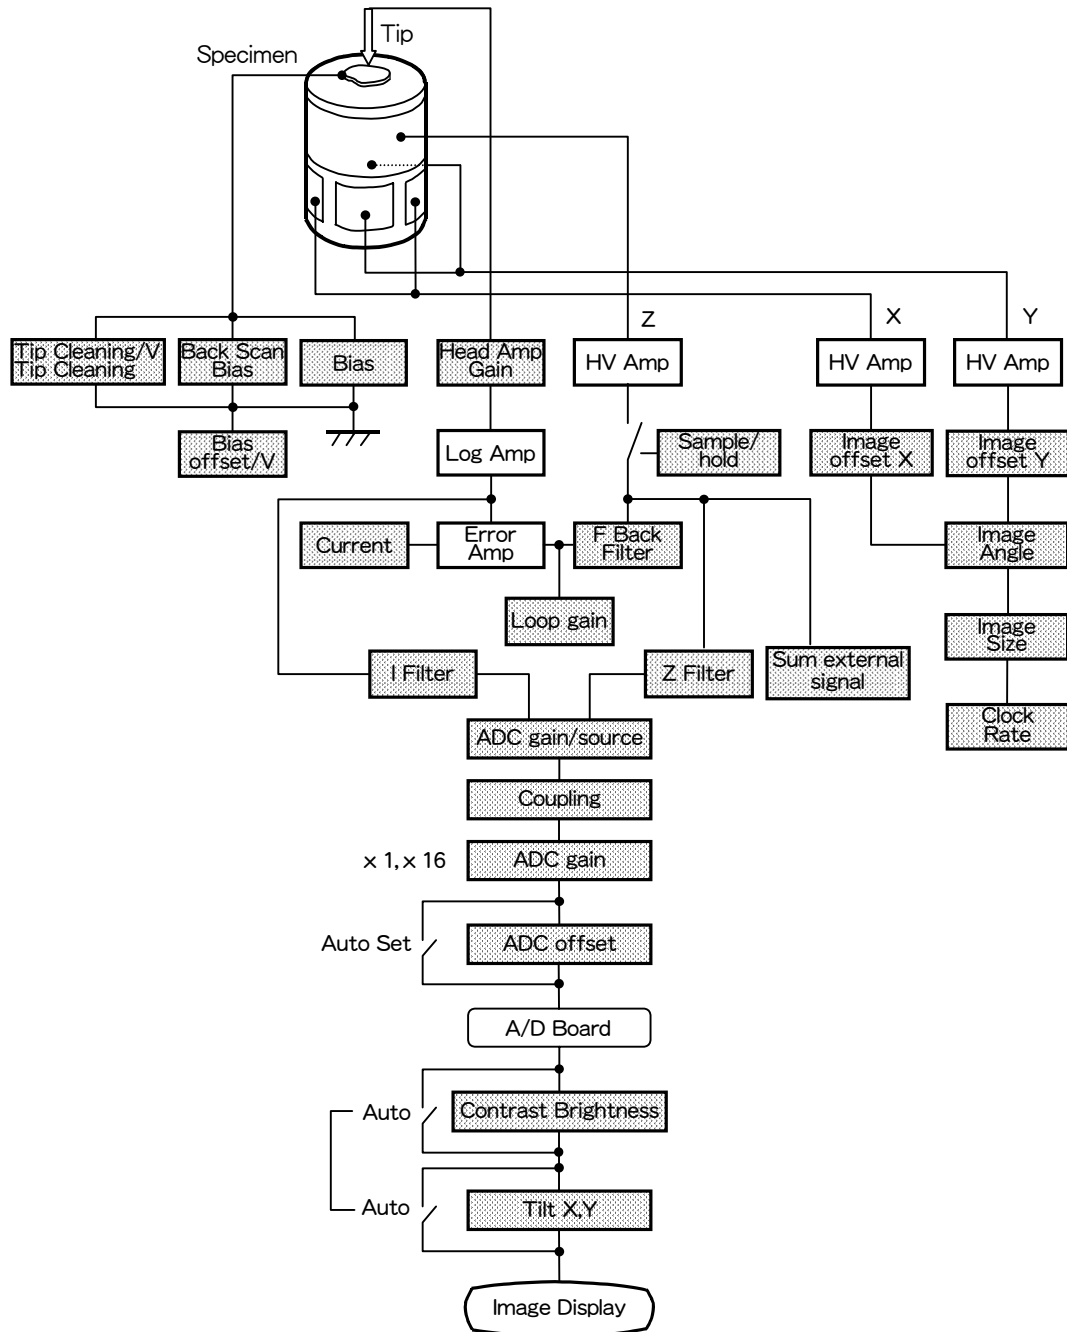 Tip
Specimen
Z
X
Y
Tip Cleaning/V
Tip Cleaning
Back Scan
Bias
Bias
Head Amp
Gain
HV Amp
HV Amp
HV Amp
Bias
offset/V
Log Amp
Sample/
hold
Image
offset X
Image
offset Y
Current
Error
Amp
F Back
Filter
Image
Angle
Loop gain
Image
Size
I Filter
Z Filter
Sum external
signal
Clock
Rate
ADC gain/source
Coupling
x 1, x 16
ADC gain
Auto Set
ADC offset
A/D Board
Auto
Contrast Brightness
Auto
Tilt X,Y
Image Display